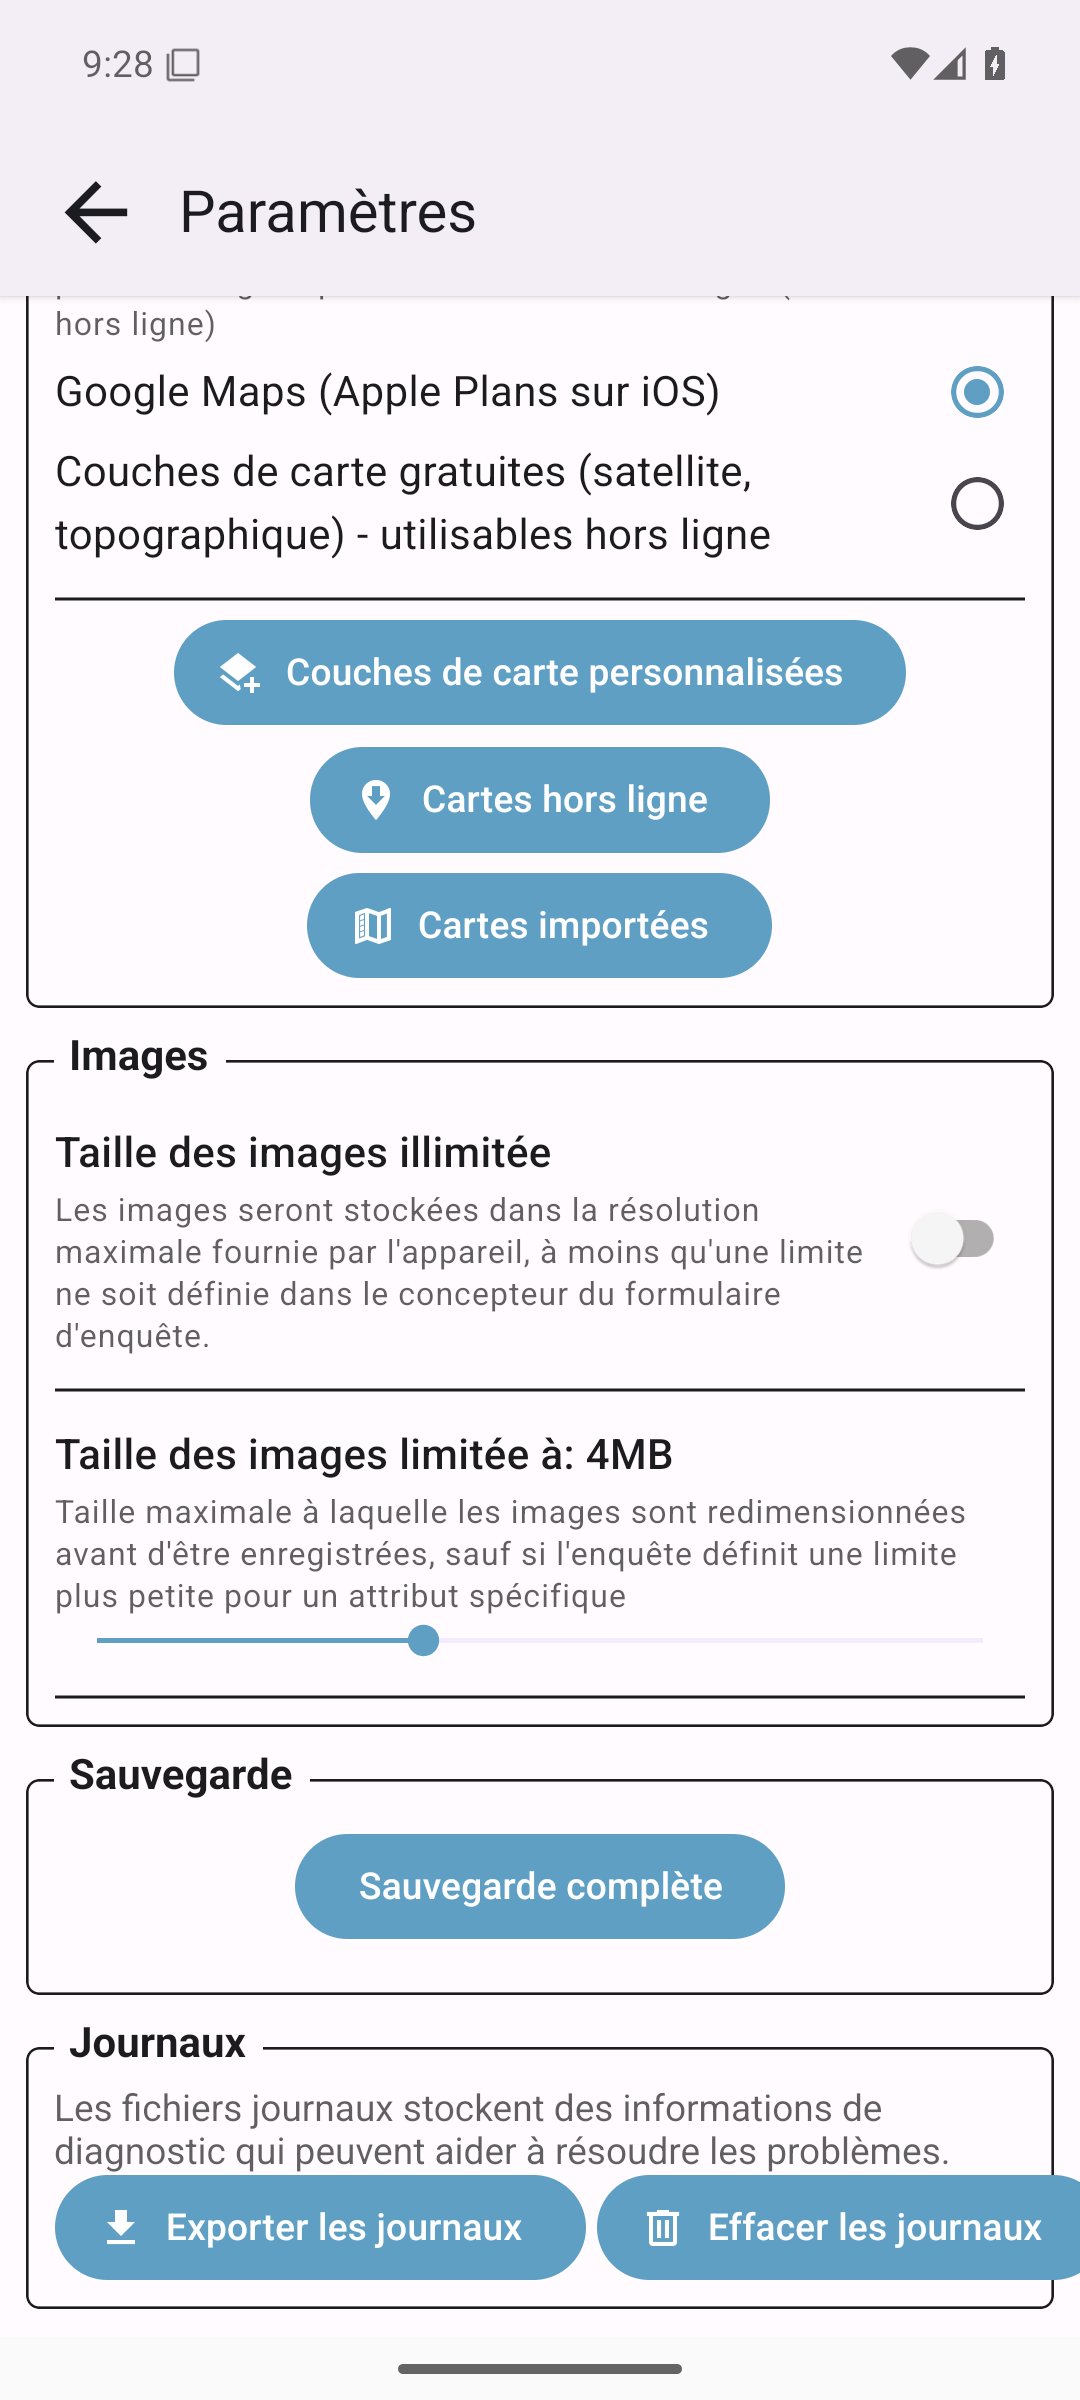 9:28
Paramètres
hors ligne)
Google Maps (Apple Plans sur iOS)
Couches de carte gratuites (satellite,
topographique) - utilisables hors ligne
Couches de carte personnalisées
Cartes hors ligne
Cartes importées
Images
Taille des images illimitée
Les images seront stockées dans la résolution
maximale fournie par l'appareil, à moins qu'une limite
ne soit définie dans le concepteur du formulaire
d'enquête.
Taille des images limitée à: 4MB
Taille maximale à laquelle les images sont redimensionnées
avant d'être enregistrées, sauf si l'enquête définit une limite
plus petite pour un attribut spécifique
Sauvegarde
Sauvegarde complète
Journaux
Les fichiers journaux stockent des informations de
diagnostic qui peuvent aider à résoudre les problèmes.
Exporter les journaux
Effacer les journaux